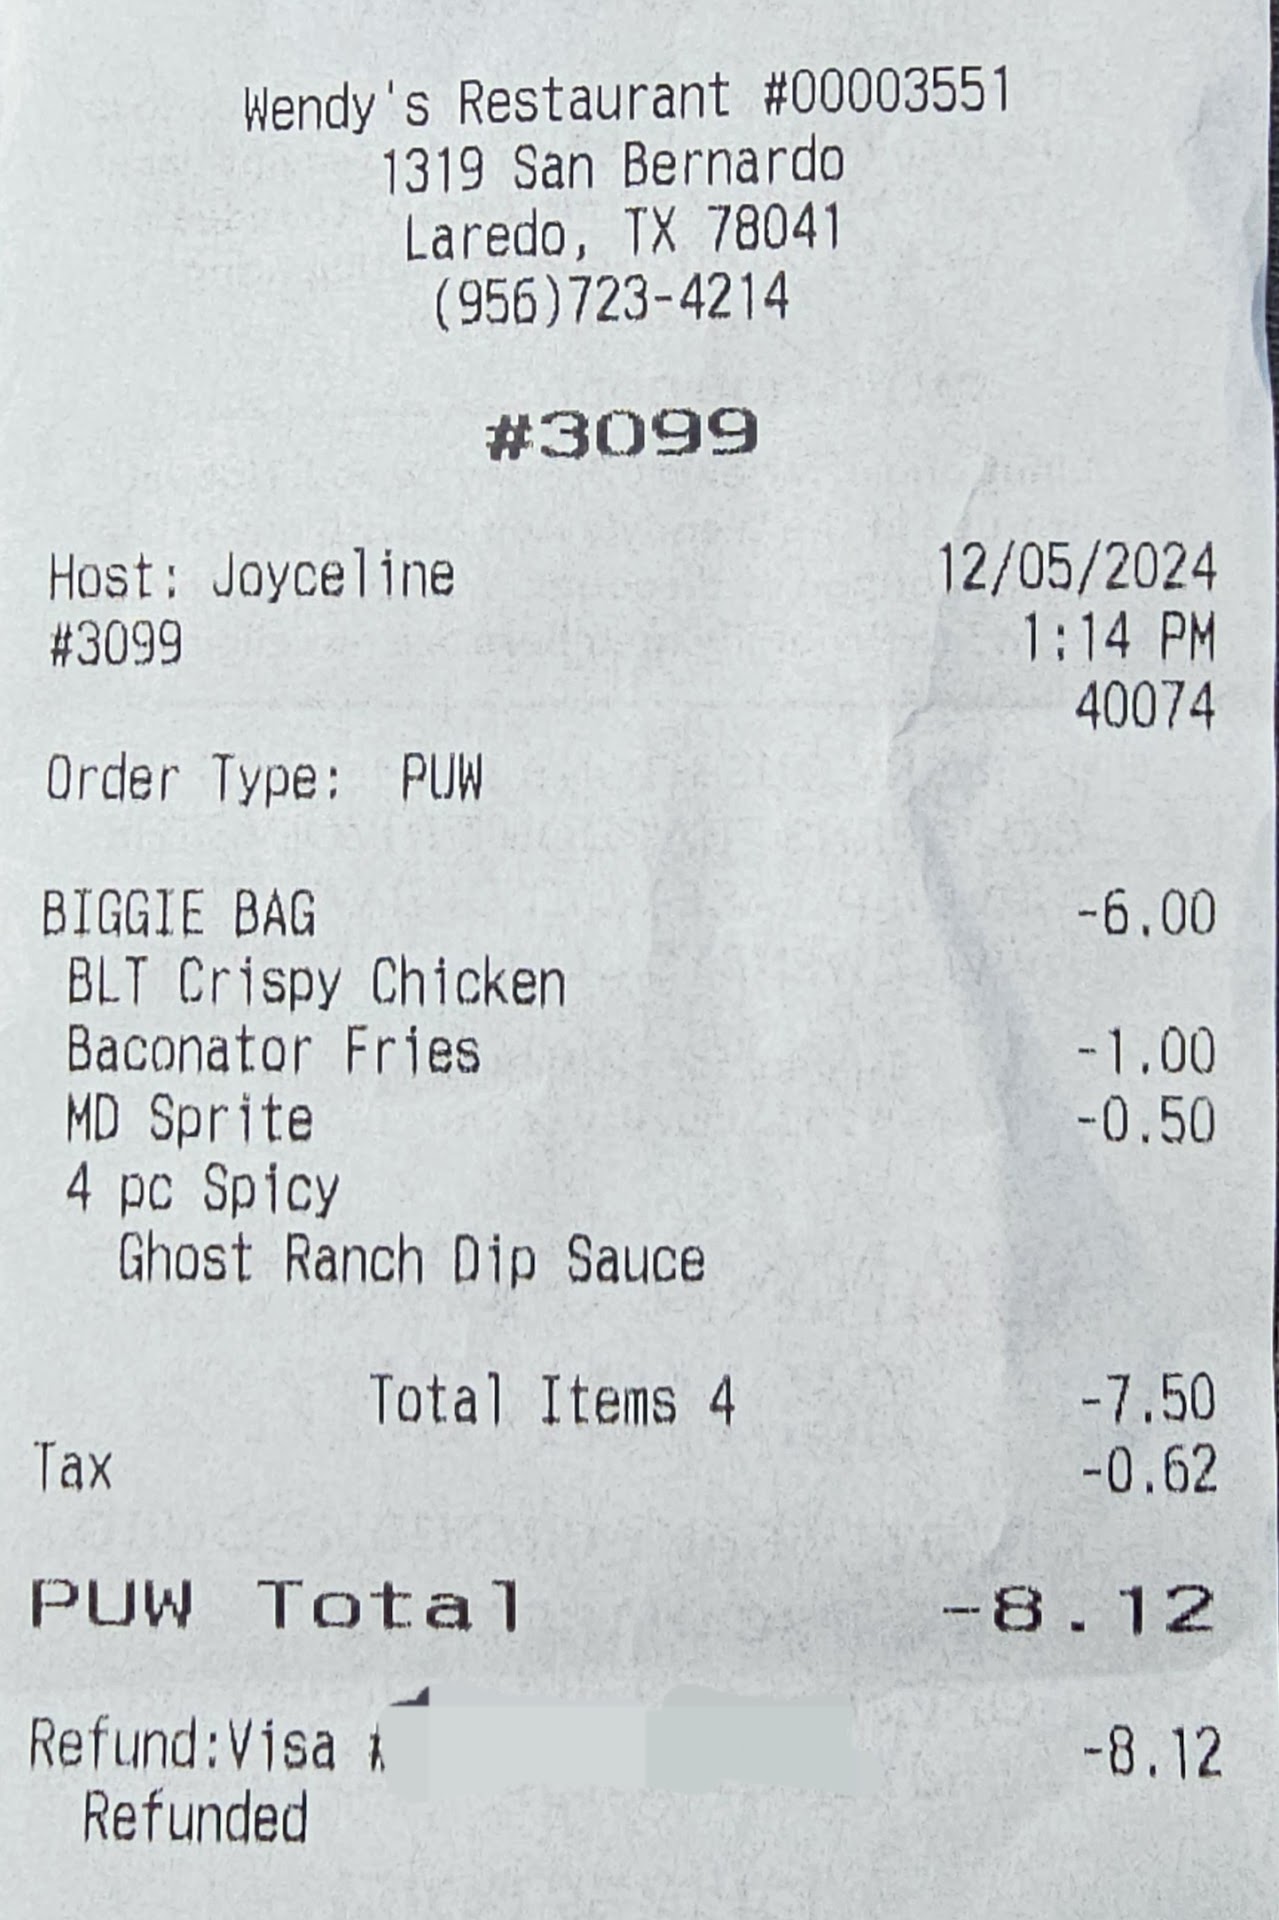 Wendy's Restaurant #00003551
1319 San Bernardo
Laredo, TX 78041
(956)723-4214
#3099
Host: Joyceline 12/05/2024
#3099 1:14 PM
40074
Order Type: PUW
BIGGIE BAG -6.00
BLT Crispy Chicken
Baconator Fries -1.00
MD Sprite -0.50
4 pc Spicy
Ghost Ranch Dip Sauce
Total Items 4 -7.50
Tax -0.62
PUW Total -8.12
Refund:Visa -8.12
Refunded